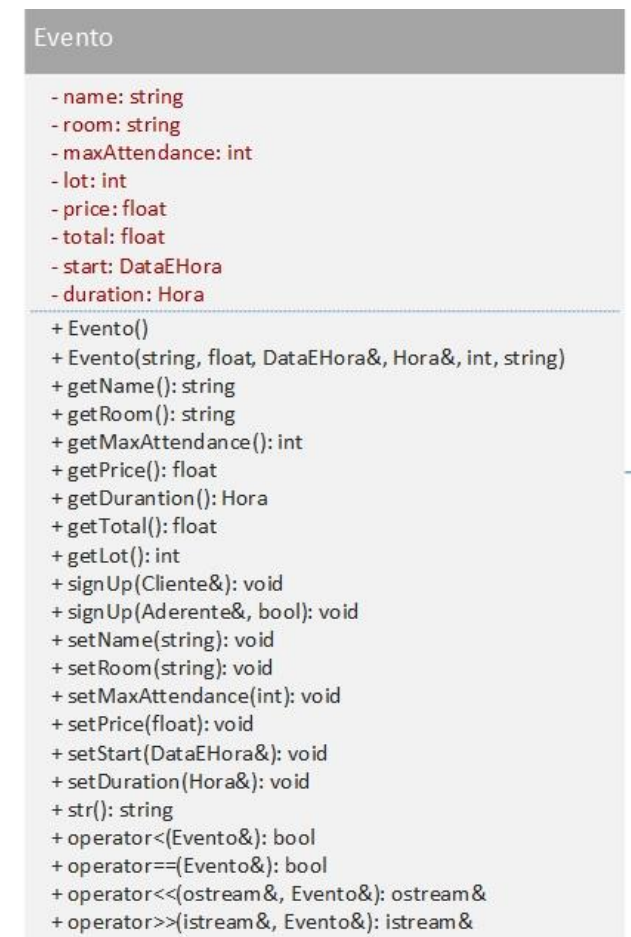 Evento
- name: string
- room: string
- maxAttendance: int
- lot: int
- price: float
- total: float
- start: DataEHora
- duration: Hora
+ Evento()
+ Evento(string, float, DataEHora&, Hora&, int, string)
+ getName(): string
+ getRoom(): string
+ getMaxAttendance(): int
+ getPrice(): float
+ getDurantion(): Hora
+ getTotal(): float
+ getLot(): int
+ signUp(Cliente&): void
+ signUp(Aderente&, bool): void
+ setName(string): void
+ setRoom(string): void
+ setMaxAttendance(int): void
+ setPrice(float): void
+ setStart(DataEHora&): void
+ setDuration(Hora&): void
+ str(): string
+ operator<(Evento&): bool
+ operator==(Evento&): bool
+ operator<<(ostream&, Evento&): ostream&
+ operator>>(istream&, Evento&): istream&